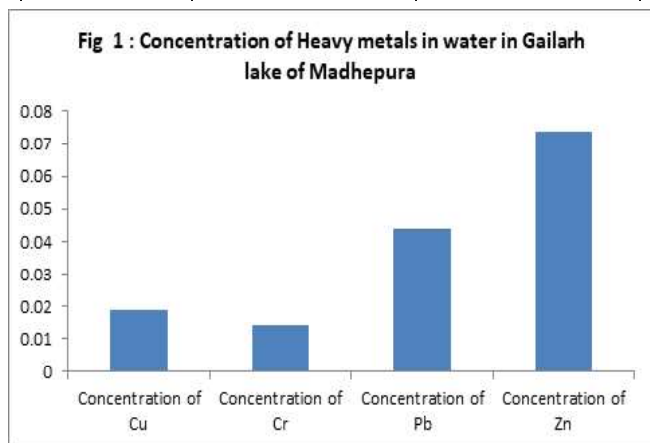 Fig 1 : Concentration of Heavy metals in water in Gailarh
lake of Madhepura
0.08
0.07
0.06
0.05
0.04
0.03
0.02
0.01
0
Concentration of
Cu
Concentration of
Cr
Concentration of
Pb
Concentration of
Zn